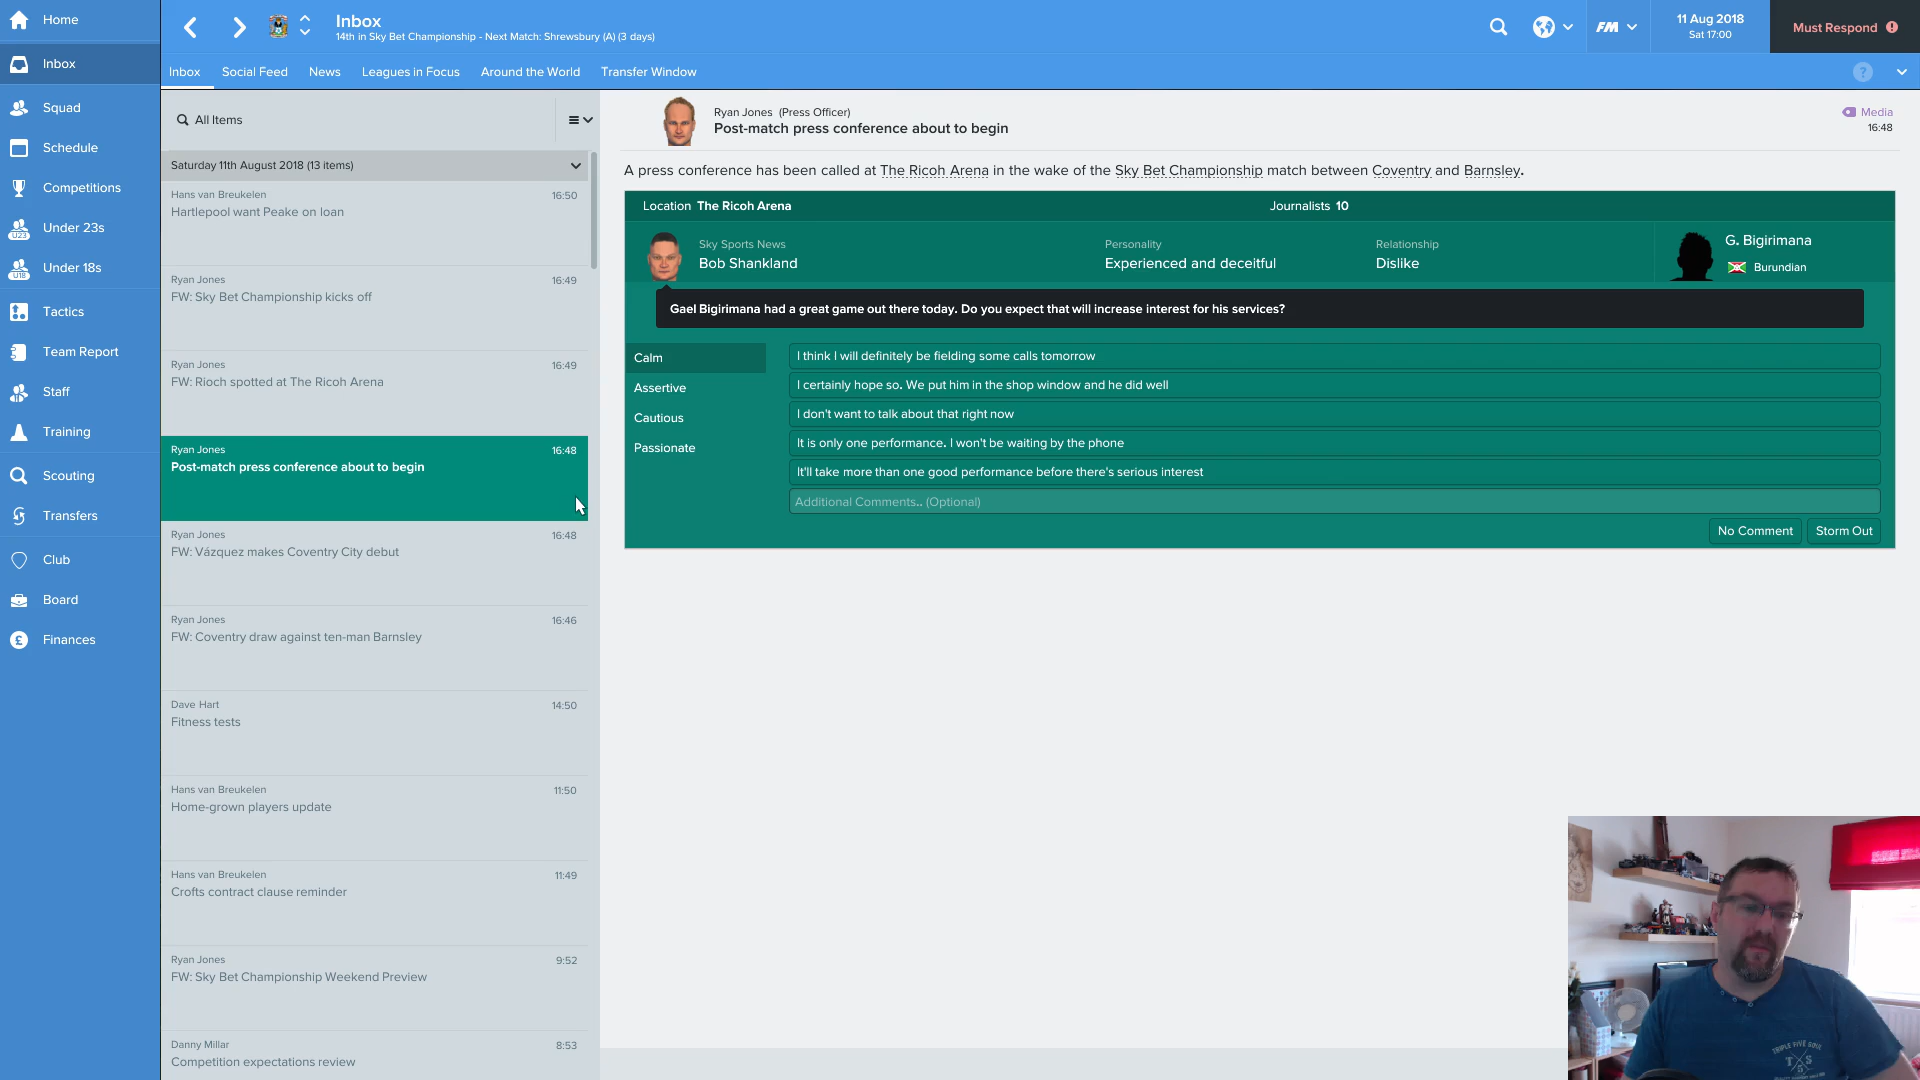 Home
Inbox
Squad
Schedule
Competitions
Under 23s
Under 18s
Tactics
Team Report
Staff
Training
Scouting
Transfers
Club
Board
Finances
Inbox
14th in Sky Bet Championship - Next Match: Shrewsbury (A) (3 days)
FM
11 Aug 2018
Sat 17:00
Must Respond
Inbox
Social Feed
News
Leagues in Focus
Around the World
Transfer Window
?
All Items
Saturday 11th August 2018 (13 items)
Hans van Breukelen 16:50
Hartlepool want Peake on loan
Ryan Jones 16:49
FW: Sky Bet Championship kicks off
Ryan Jones 16:49
FW: Rioch spotted at The Ricoh Arena
Ryan Jones 16:48
Post-match press conference about to begin
Ryan Jones 16:48
FW: Vázquez makes Coventry City debut
Ryan Jones 16:46
FW: Coventry draw against ten-man Barnsley
Dave Hart 14:50
Fitness tests
Hans van Breukelen 11:50
Home-grown players update
Hans van Breukelen 11:49
Crofts contract clause reminder
Ryan Jones 9:52
FW: Sky Bet Championship Weekend Preview
Danny Millar 8:53
Competition expectations review
Ryan Jones (Press Officer)
Post-match press conference about to begin
Media
16:48
A press conference has been called at The Ricoh Arena in the wake of the Sky Bet Championship match between Coventry and Barnsley.
Location The Ricoh Arena
Journalists 10
Sky Sports News
Bob Shankland
Personality
Experienced and deceitful
Relationship
Dislike
G. Bigirimana
Burundian
Gael Bigirimana had a great game out there today. Do you expect that will increase interest for his services?
Calm
Assertive
Cautious
Passionate
I think I will definitely be fielding some calls tomorrow
I certainly hope so. We put him in the shop window and he did well
I don't want to talk about that right now
It is only one performance. I won't be waiting by the phone
It'll take more than one good performance before there's serious interest
Additional Comments.. (Optional)
No Comment
Storm Out
TRIPLE FIVE SOUL